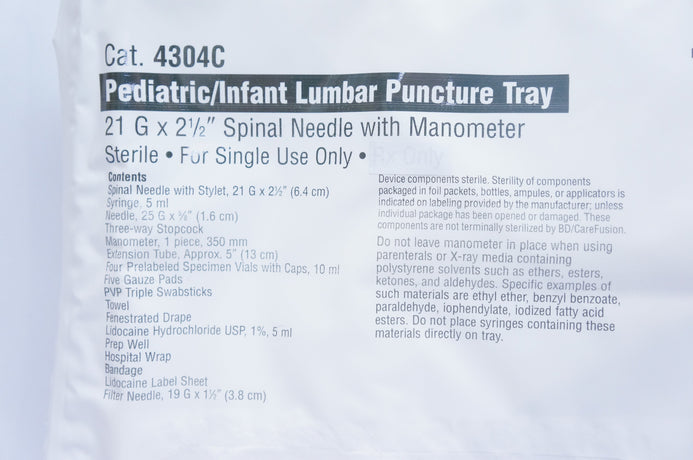 Cat. 4304C
Pediatric/Infant Lumbar Puncture Tray
21 G x 2½" Spinal Needle with Manometer
Sterile • For Single Use Only • Rx Only
Contents
Spinal Needle with Stylet, 21 G x 2½" (6.4 cm)
Syringe, 5 ml
Needle, 25 G x ⅝" (1.6 cm)
Three-way Stopcock
Manometer, 1 piece, 350 mm
Extension Tube, Approx. 5" (13 cm)
Four Prelabeled Specimen Vials with Caps, 10 ml
Five Gauze Pads
PVP Triple Swabsticks
Towel
Fenestrated Drape
Lidocaine Hydrochloride USP, 1%, 5 ml
Prep Well
Hospital Wrap
Bandage
Lidocaine Label Sheet
Filter Needle, 19 G x 1½" (3.8 cm)
Device components sterile. Sterility of components
packaged in foil packets, bottles, ampules, or applicators is
indicated on labeling provided by the manufacturer; unless
individual package has been opened or damaged. These
components are not terminally sterilized by BD/CareFusion.
Do not leave manometer in place when using
parenterals or X-ray media containing
polystyrene solvents such as ethers, esters,
ketones, and aldehydes. Specific examples of
such materials are ethyl ether, benzyl benzoate,
paraldehyde, iophendylate, iodized fatty acid
esters. Do not place syringes containing these
materials directly on tray.